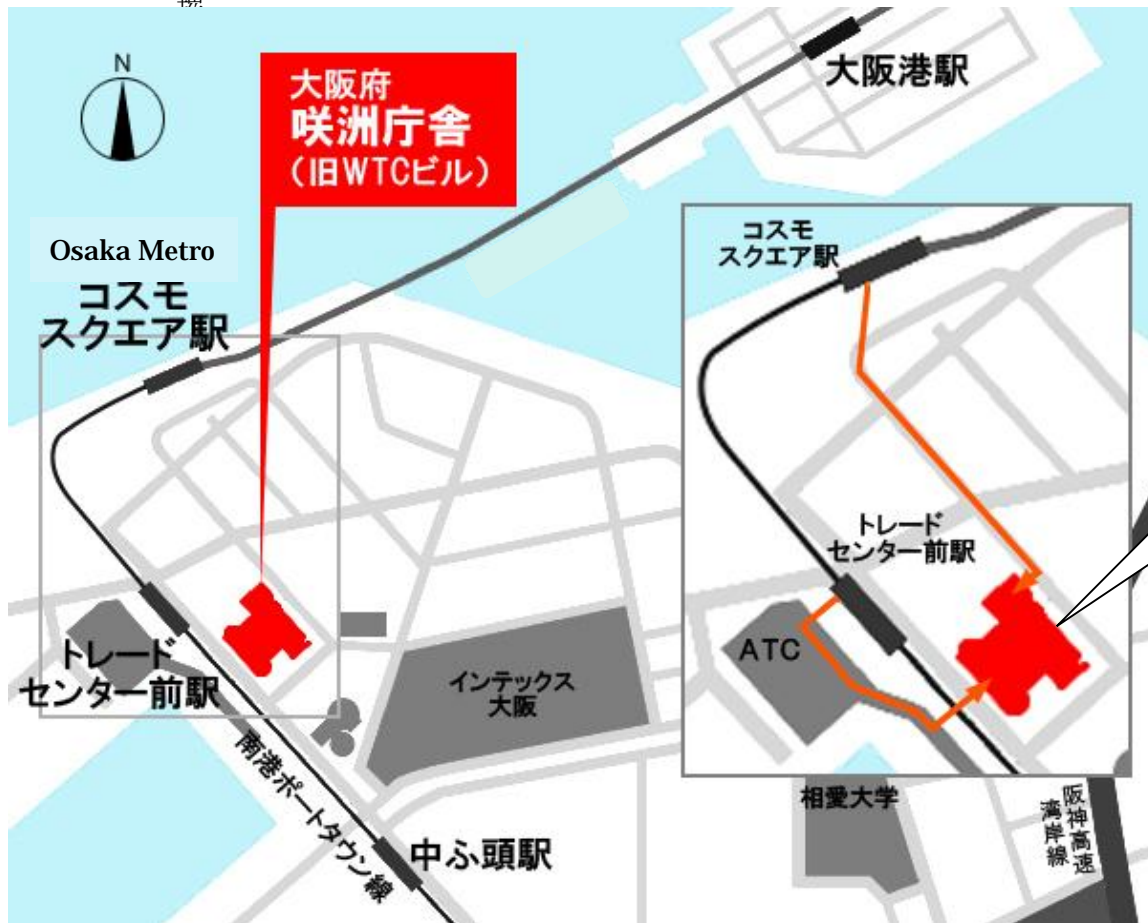 N
大阪府
咲洲庁舎
(旧WTCビル)
大阪港駅
Osaka Metro
コスモ
スクエア駅
コスモ
スクエア駅
トレード
センター前駅
ATC
トレード
センター前駅
インテックス
大阪
南港ポートタウン線
中ふ頭駅
相愛大学
阪神高速
湾岸線